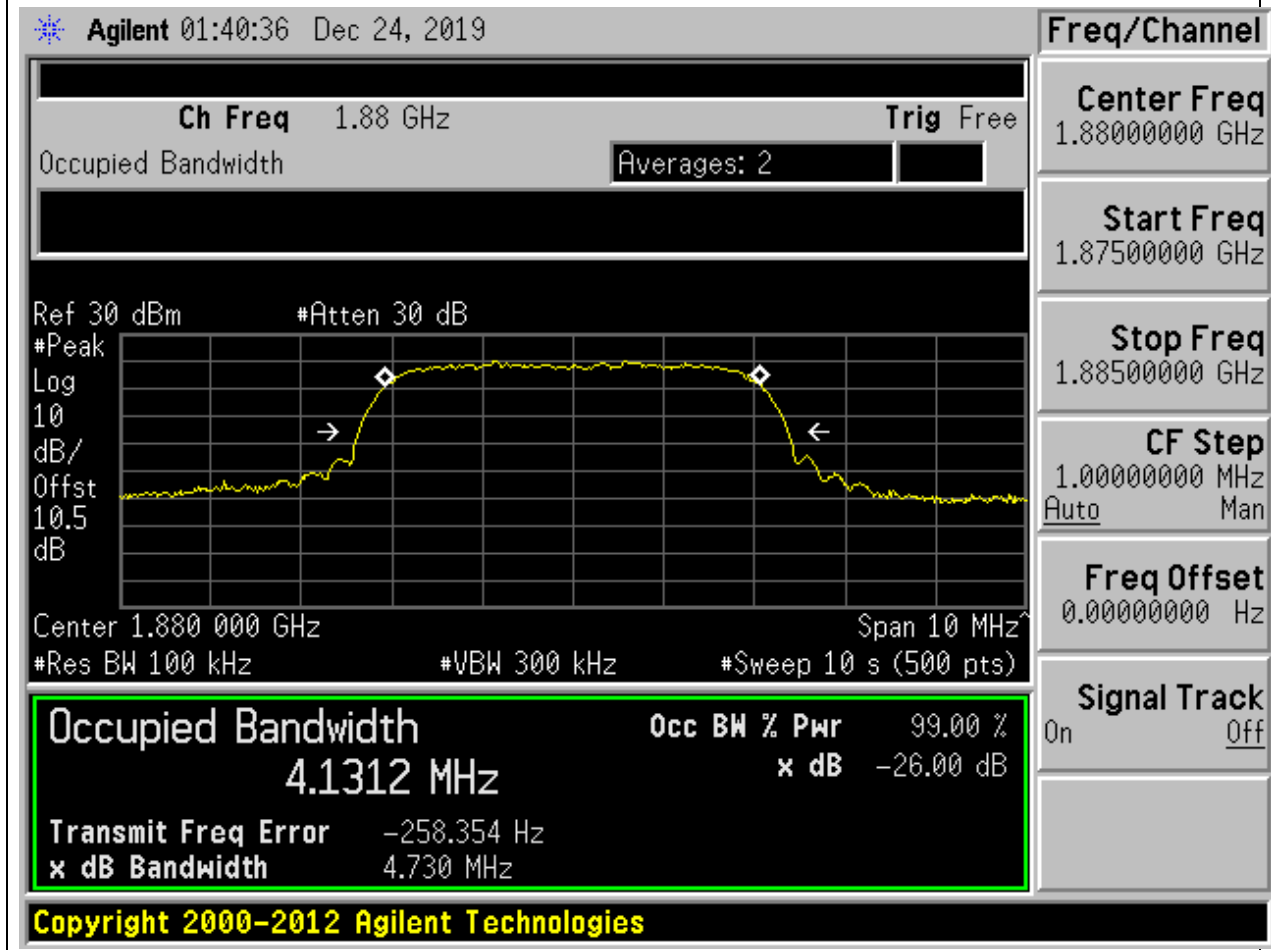 Agilent 01:40:36 Dec 24, 2019
Freq/Channel
Ch Freq 1.88 GHz Trig Free
Occupied Bandwidth Averages: 2
Center Freq
1.88000000 GHz
Start Freq
1.87500000 GHz
Stop Freq
1.88500000 GHz
CF Step
1.00000000 MHz
Auto Man
Freq Offset
0.00000000 Hz
Signal Track
On Off
Ref 30 dBm #Atten 30 dB
#Peak
Log
10
dB/
Offst
10.5
dB
Center 1.880 000 GHz Span 10 MHz^
#Res BW 100 kHz #VBW 300 kHz #Sweep 10 s (500 pts)
Occupied Bandwidth Occ BW % Pwr 99.00 %
4.1312 MHz x dB -26.00 dB
Transmit Freq Error -258.354 Hz
x dB Bandwidth 4.730 MHz
Copyright 2000-2012 Agilent Technologies